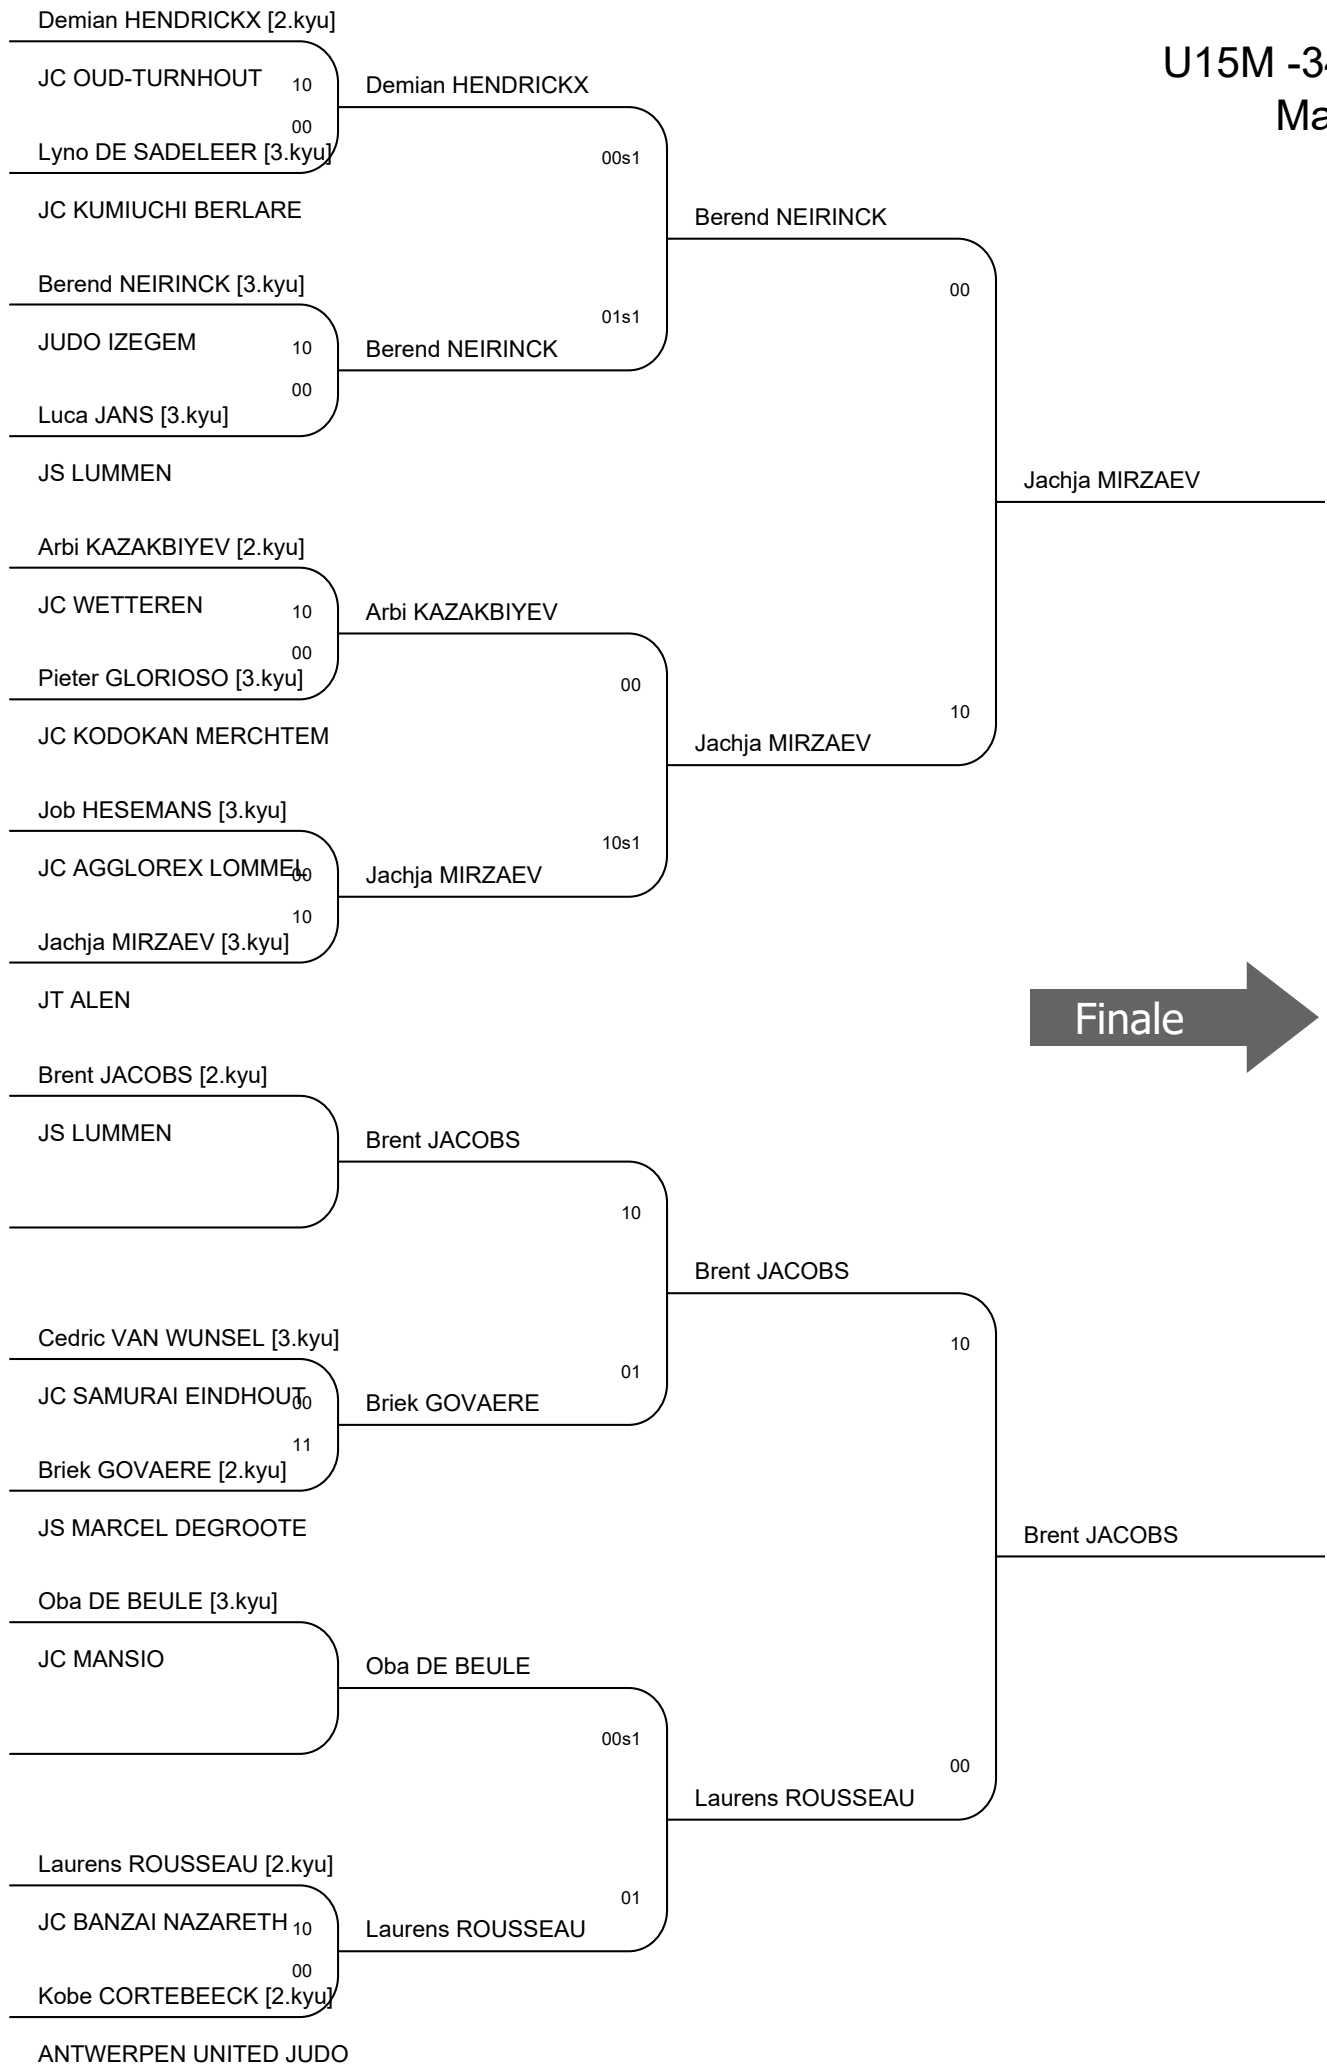 Demian HENDRICKX [2.kyu]
U15M -34
Ma
JC OUD-TURNHOUT
10
Demian HENDRICKX
00
Lyno DE SADELEER [3.kyu]
00s1
JC KUMIUCHI BERLARE
Berend NEIRINCK
Berend NEIRINCK [3.kyu]
00
01s1
JUDO IZEGEM
10
Berend NEIRINCK
00
Luca JANS [3.kyu]
JS LUMMEN
Jachja MIRZAEV
Arbi KAZAKBIYEV [2.kyu]
JC WETTEREN
10
Arbi KAZAKBIYEV
00
Pieter GLORIOSO [3.kyu]
00
10
JC KODOKAN MERCHTEM
Jachja MIRZAEV
Job HESEMANS [3.kyu]
10s1
JC AGGLOREX LOMMEL
00
Jachja MIRZAEV
10
Jachja MIRZAEV [3.kyu]
JT ALEN
Finale
Brent JACOBS [2.kyu]
JS LUMMEN
Brent JACOBS
10
Brent JACOBS
Cedric VAN WUNSEL [3.kyu]
10
01
JC SAMURAI EINDHOUT
00
Briek GOVAERE
11
Briek GOVAERE [2.kyu]
JS MARCEL DEGROOTE
Brent JACOBS
Oba DE BEULE [3.kyu]
JC MANSIO
Oba DE BEULE
00s1
00
Laurens ROUSSEAU
Laurens ROUSSEAU [2.kyu]
01
JC BANZAI NAZARETH
10
Laurens ROUSSEAU
00
Kobe CORTEBEECK [2.kyu]
ANTWERPEN UNITED JUDO